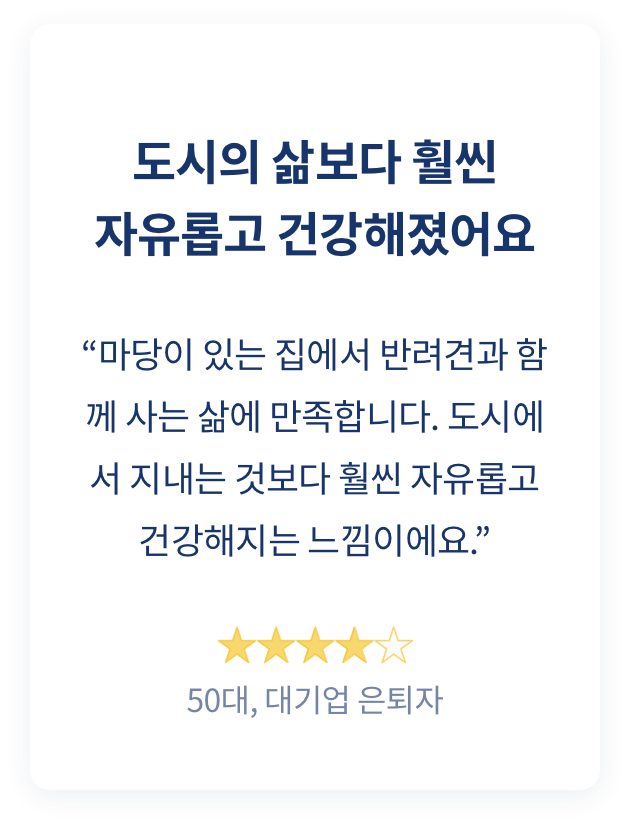 도시의 삶보다 훨씬
자유롭고 건강해졌어요
“마당이 있는 집에서 반려견과 함
께 사는 삶에 만족합니다. 도시에
서 지내는 것보다 훨씬 자유롭고
건강해지는 느낌이에요.”
★★★★☆
50대, 대기업 은퇴자